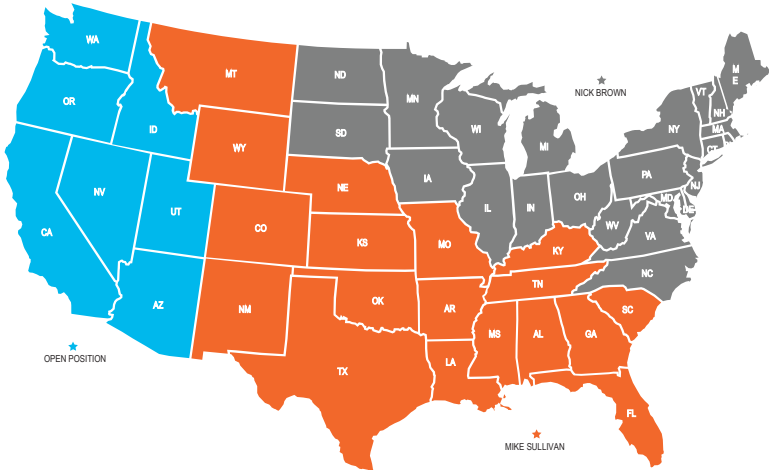 WA
MT
ND
MN
M
E
NICK BROWN
VT
NH
OR
ID
SD
WI
MI
NY
MA
CT
WY
IA
PA
NJ
NE
IL
IN
OH
MD
DE
NV
UT
CO
KS
MO
WV
VA
KY
CA
NC
TN
AZ
NM
OK
AR
SC
MS
AL
GA
OPEN POSITION
TX
LA
FL
MIKE SULLIVAN